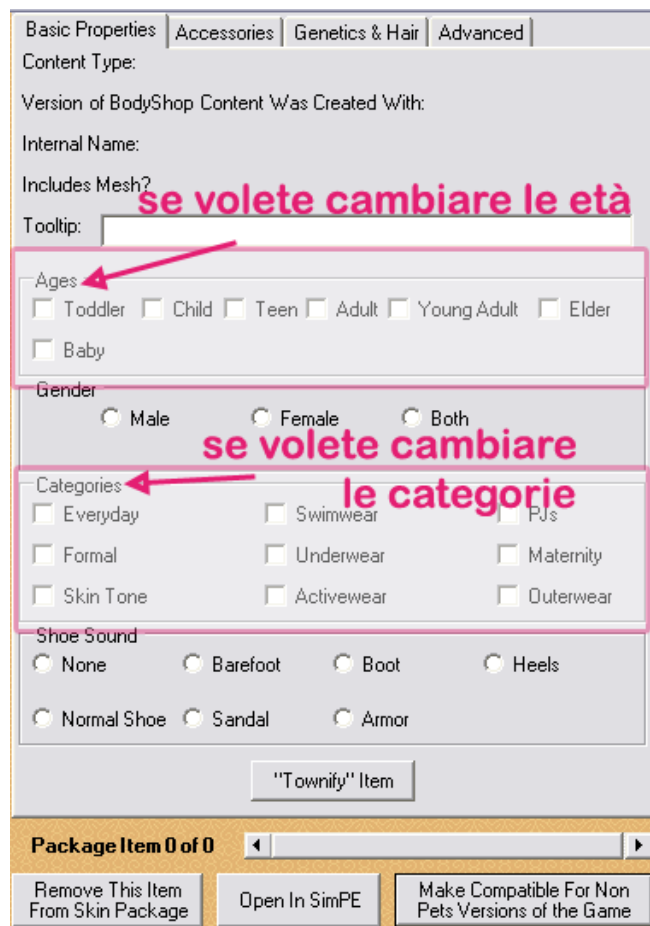 Basic Properties Accessories Genetics & Hair Advanced
Content Type:
Version of BodyShop Content Was Created With:
Internal Name:
Includes Mesh?
se volete cambiare le età
Tooltip:
Ages
Toddler Child Teen Adult Young Adult Elder
Baby
Gender
Male Female Both
se volete cambiare
le categorie
Categories
Everyday Swimwear PJs
Formal Underwear Maternity
Skin Tone Activewear Outerwear
Shoe Sound
None Barefoot Boot Heels
Normal Shoe Sandal Armor
"Townify" Item
Package Item 0 of 0
Remove This Item
From Skin Package
Open In SimPE
Make Compatible For Non
Pets Versions of the Game